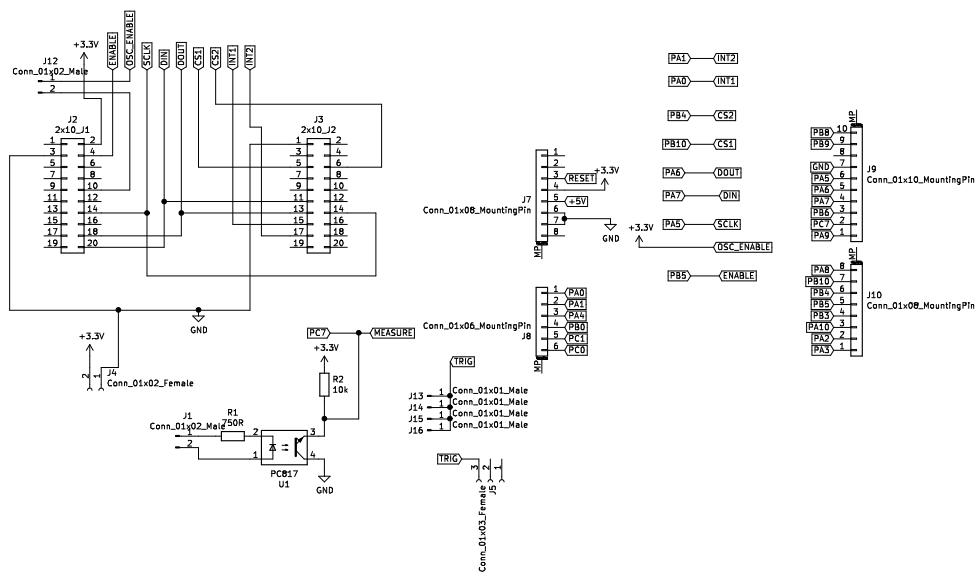 +3.3V
J12
Conn_01x02_Male
1
2
ENABLE
OSC_ENABLE
SCLK
DIN
DOUT
CS1
CS2
INT1
INT2
J2
2x10_J1
1 2
3 4
5 6
7 8
9 10
11 12
13 14
15 16
17 18
19 20
J3
2x10_J2
1 2
3 4
5 6
7 8
9 10
11 12
13 14
15 16
17 18
19 20
GND
+3.3V
2 1
J4
Conn_01x02_Female
PC7 MEASURE
+3.3V
R2
10k
J1
Conn_01x02_Male
1
2
R1
750R
2 3
1 4
PC817
U1
GND
TRIG
J13 1 Conn_01x01_Male
J14 1 Conn_01x01_Male
J15 1 Conn_01x01_Male
J16 1 Conn_01x01_Male
TRIG
3 2 1
J5
Conn_01x03_Female
J7
Conn_01x08_MountingPin
1
2
3 RESET
4 +3.3V
5 +5V
6
7
8
MP
GND
Conn_01x06_MountingPin
J8
1 PA0
2 PA1
3 PA4
4 PB0
5 PC1
6 PC0
MP
PA1 INT2
PA0 INT1
PB4 CS2
PB10 CS1
PA6 DOUT
PA7 DIN
PA5 SCLK
+3.3V
OSC_ENABLE
PB5 ENABLE
MP
PB8 10
PB9 9
8
GND 7
PA5 6
PA6 5
PA7 4
PB6 3
PC7 2
PA9 1
J9
Conn_01x10_MountingPin
MP
PA8 8
PB10 7
PB4 6
PB5 5
PB3 4
PA10 3
PA2 2
PA3 1
J10
Conn_01x08_MountingPin